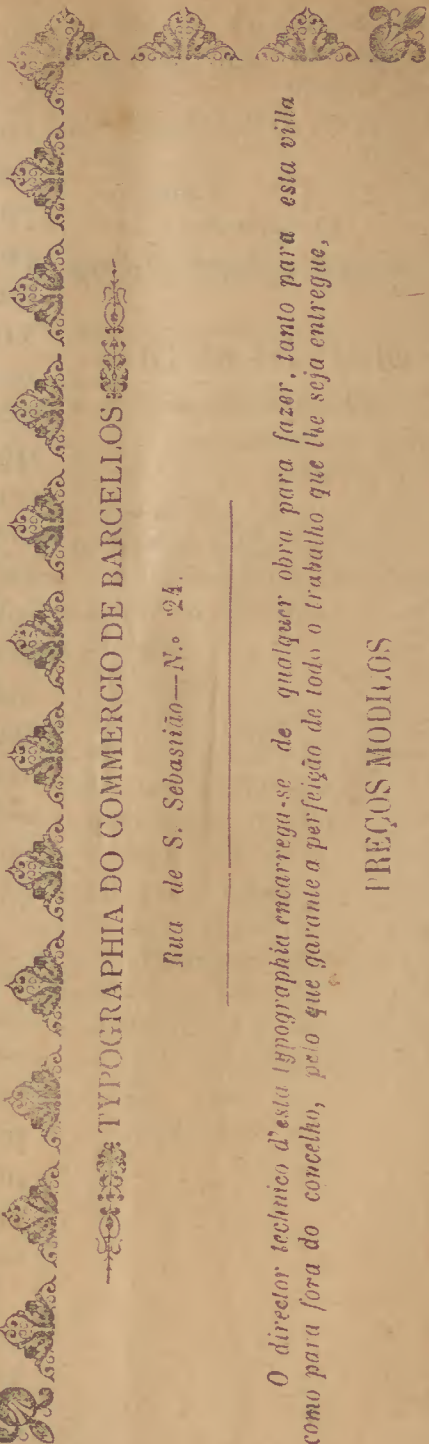 TYPOGRAPHIA DO COMMERCIO DE BARCELLOS
Rua de S. Sebastião—N.º 24.
O director technico d'esta typographia encarrega-se de qualquer obra para fazer, tanto para esta villa
como para fora do concelho, pelo que garante a perfeição de todo o trabalho que lhe seja entregue,
PREÇOS MODICOS